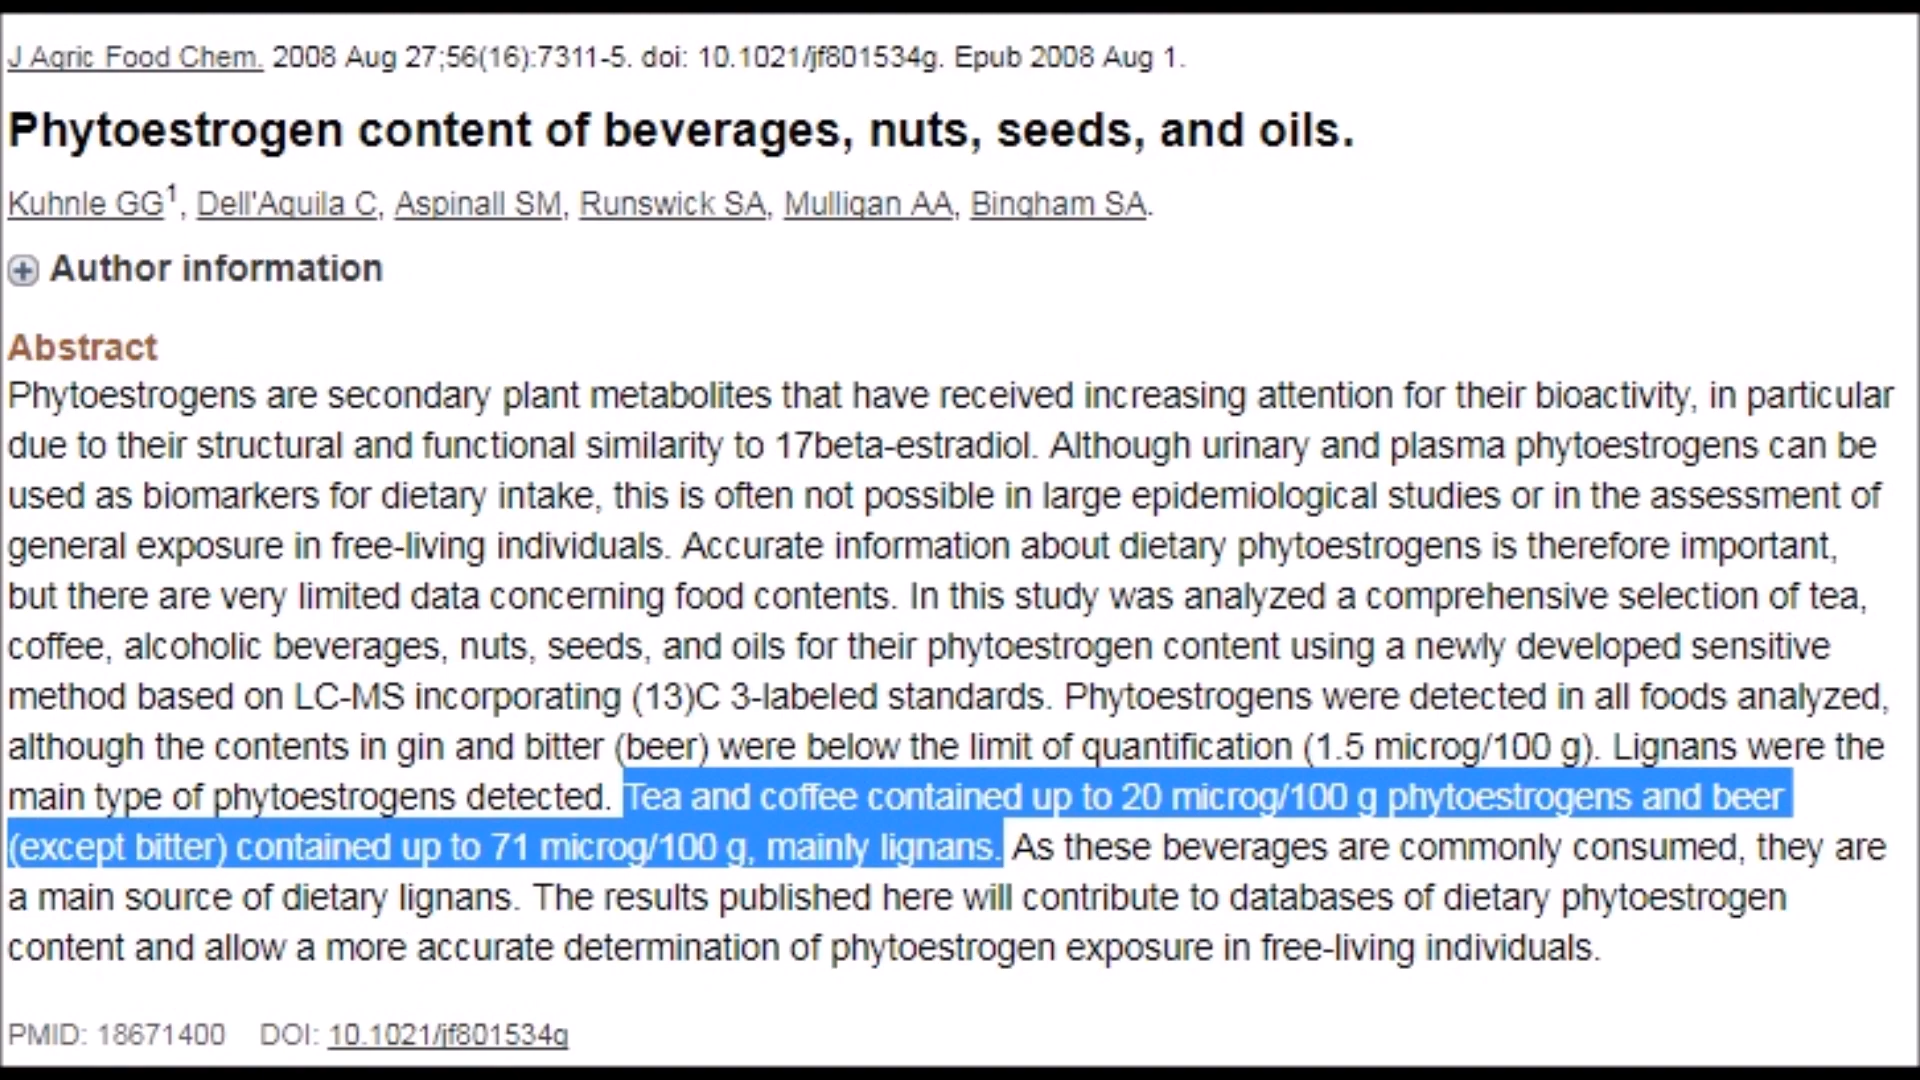 J Agric Food Chem. 2008 Aug 27;56(16):7311-5. doi: 10.1021/jf801534g. Epub 2008 Aug 1.
Phytoestrogen content of beverages, nuts, seeds, and oils.
Kuhnle GG1, Dell'Aquila C, Aspinall SM, Runswick SA, Mulligan AA, Bingham SA.
Author information
Abstract
Phytoestrogens are secondary plant metabolites that have received increasing attention for their bioactivity, in particular
due to their structural and functional similarity to 17beta-estradiol. Although urinary and plasma phytoestrogens can be
used as biomarkers for dietary intake, this is often not possible in large epidemiological studies or in the assessment of
general exposure in free-living individuals. Accurate information about dietary phytoestrogens is therefore important,
but there are very limited data concerning food contents. In this study was analyzed a comprehensive selection of tea,
coffee, alcoholic beverages, nuts, seeds, and oils for their phytoestrogen content using a newly developed sensitive
method based on LC-MS incorporating (13)C 3-labeled standards. Phytoestrogens were detected in all foods analyzed,
although the contents in gin and bitter (beer) were below the limit of quantification (1.5 microg/100 g). Lignans were the
main type of phytoestrogens detected. Tea and coffee contained up to 20 microg/100 g phytoestrogens and beer
(except bitter) contained up to 71 microg/100 g, mainly lignans. As these beverages are commonly consumed, they are
a main source of dietary lignans. The results published here will contribute to databases of dietary phytoestrogen
content and allow a more accurate determination of phytoestrogen exposure in free-living individuals.
PMID: 18671400 DOI: 10.1021/jf801534g